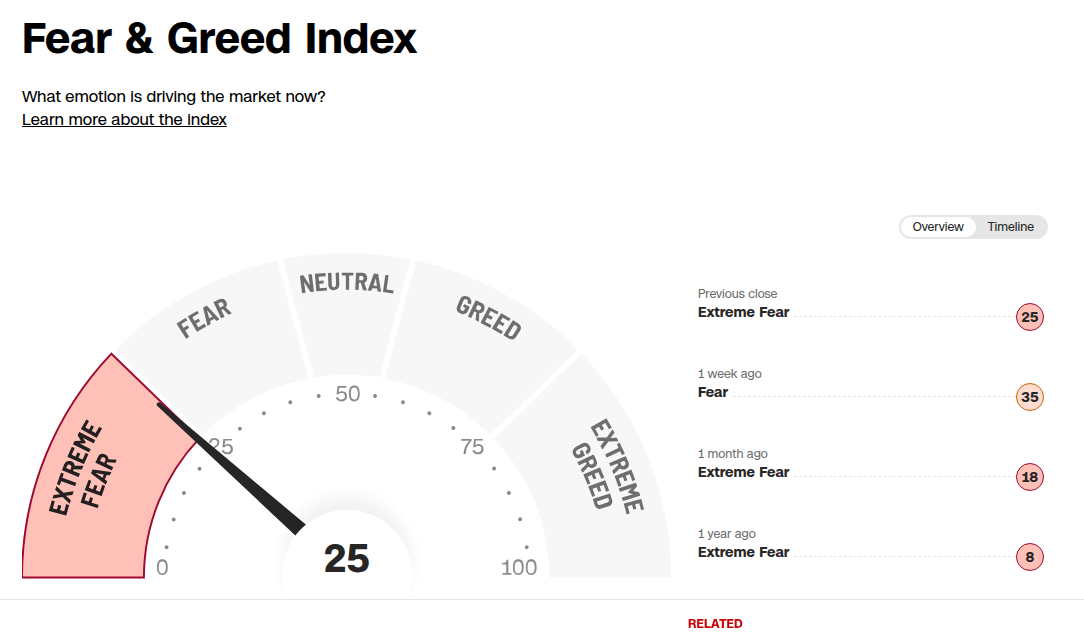 Fear & Greed Index
What emotion is driving the market now?
Learn more about the index
Overview
Timeline
EXTREME
FEAR
FEAR
NEUTRAL
GREED
EXTREME
GREED
0
25
50
75
100
25
Previous close
Extreme Fear
25
1 week ago
Fear
35
1 month ago
Extreme Fear
18
1 year ago
Extreme Fear
8
RELATED